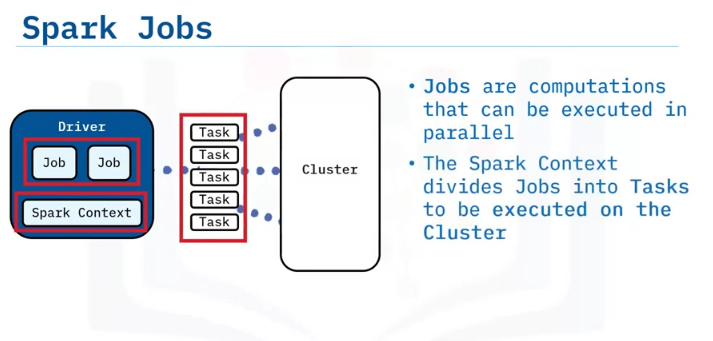 Spark Jobs
Driver
Job Job
Spark Context
Task
Task
Task
Task
Task
Cluster
• Jobs are computations
that can be executed in
parallel
• The Spark Context
divides Jobs into Tasks
to be executed on the
Cluster